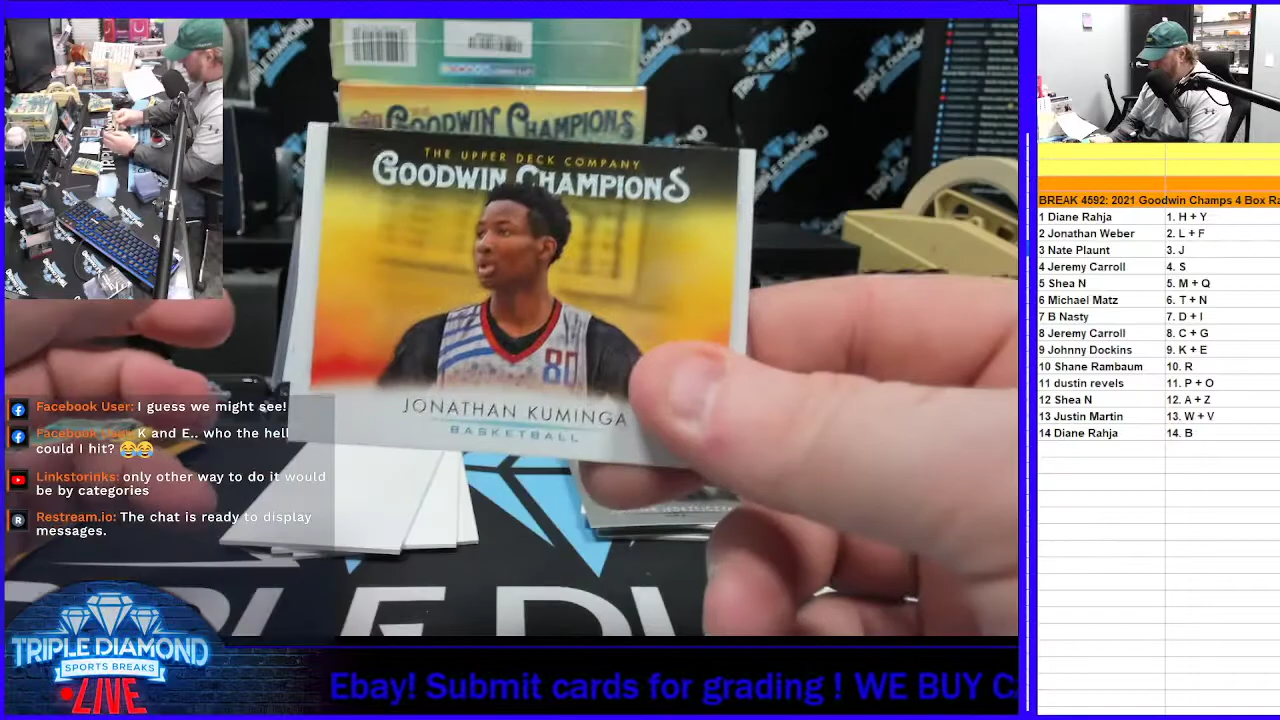 GOODWIN CHAMPIONS
THE UPPER DECK COMPANY
GOODWIN CHAMPIONS
80
JONATHAN KUMINGA
BASKETBALL
Facebook User: I guess we might see!
K and E.. who the hell
could I hit? 😂😂
Linkstorinks: only other way to do it would
be by categories
Restream.io: The chat is ready to display
messages.
TRIPLE DIAMOND
SPORTS BREAKS
LIVE
Ebay! Submit cards for grading ! WE BUY
BREAK 4592: 2021 Goodwin Champs 4 Box
1 Diane Rahja 1. H + Y
2 Jonathan Weber 2. L + F
3 Nate Plaunt 3. J
4 Jeremy Carroll 4. S
5 Shea N 5. M + Q
6 Michael Matz 6. T + N
7 B Nasty 7. D + I
8 Jeremy Carroll 8. C + G
9 Johnny Dockins 9. K + E
10 Shane Rambaum 10. R
11 dustin revels 11. P + O
12 Shea N 12. A + Z
13 Justin Martin 13. W + V
14 Diane Rahja 14. B